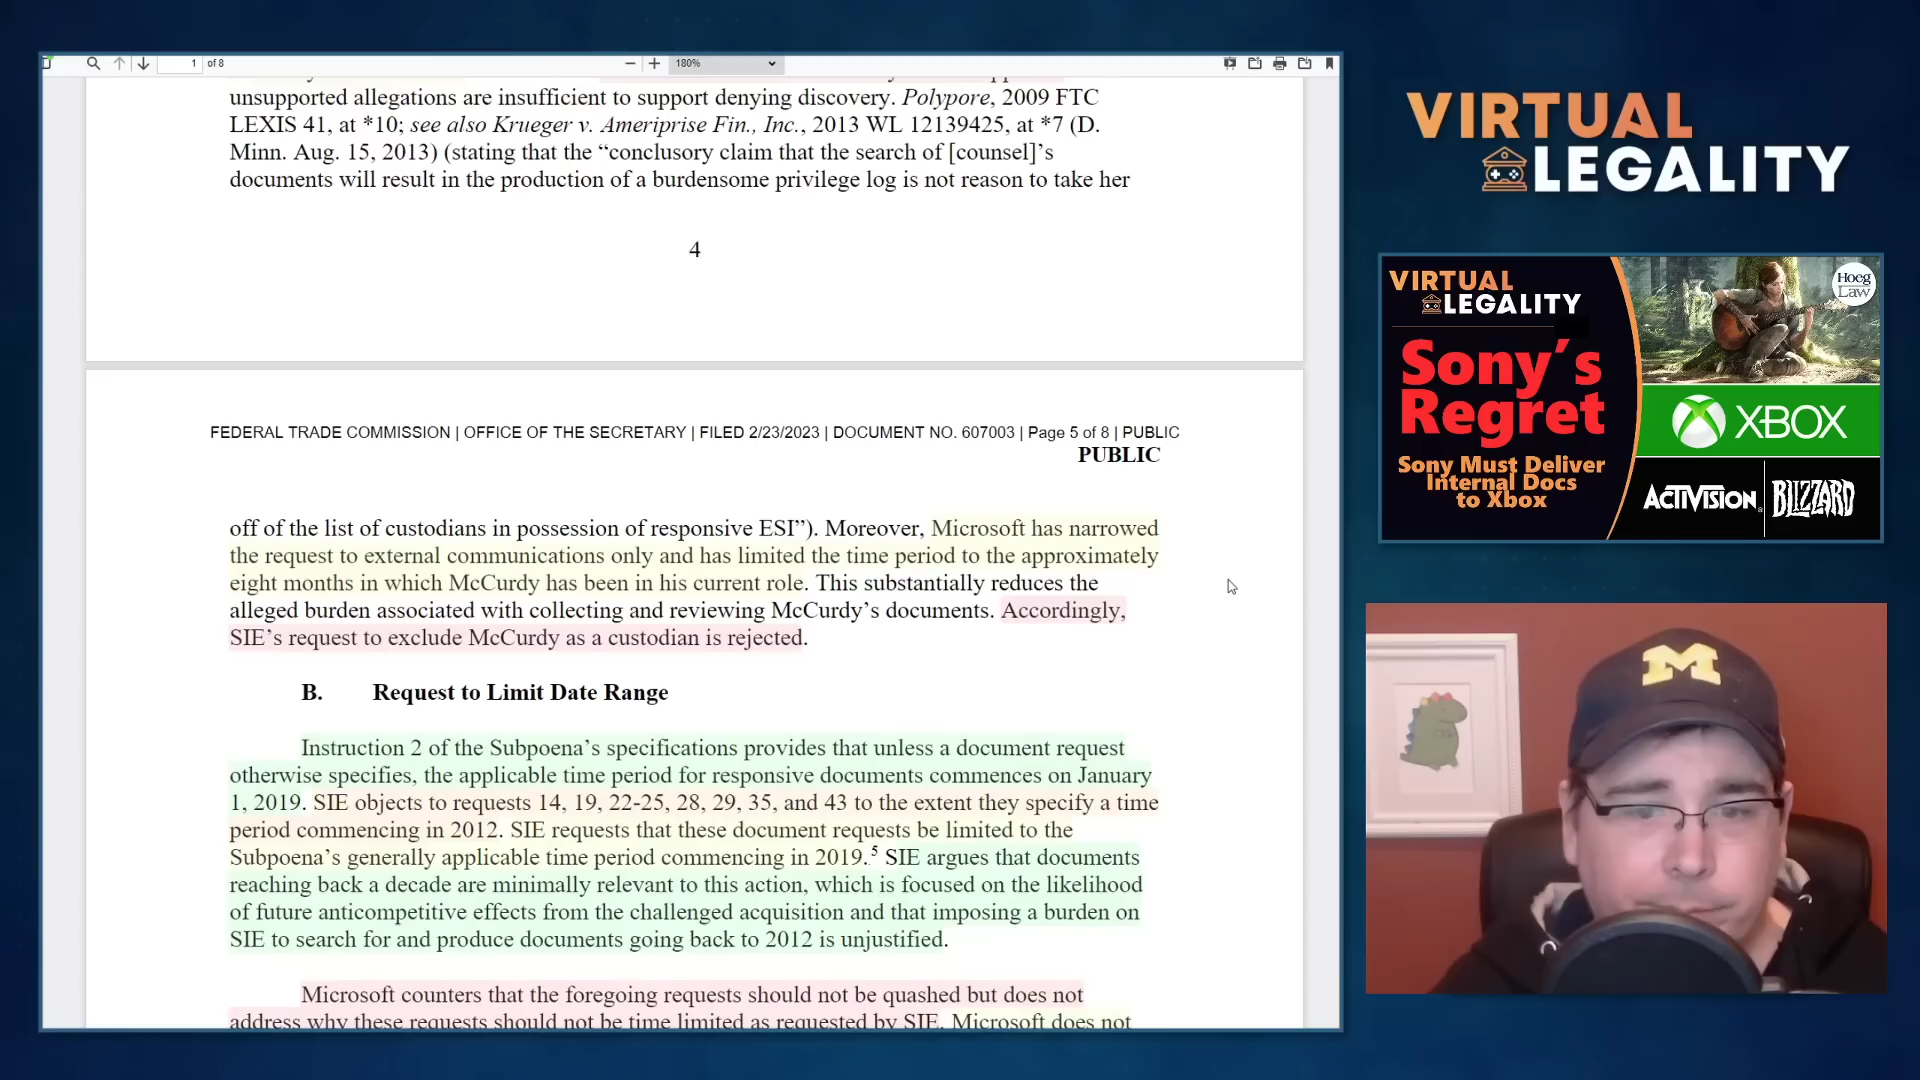 1 of 8
180%
unsupported allegations are insufficient to support denying discovery. Polypore, 2009 FTC
LEXIS 41, at *10; see also Krueger v. Ameriprise Fin., Inc., 2013 WL 12139425, at *7 (D.
Minn. Aug. 15, 2013) (stating that the “conclusory claim that the search of [counsel]’s
documents will result in the production of a burdensome privilege log is not reason to take her
4
FEDERAL TRADE COMMISSION | OFFICE OF THE SECRETARY | FILED 2/23/2023 | DOCUMENT NO. 607003 | Page 5 of 8 | PUBLIC
PUBLIC
off of the list of custodians in possession of responsive ESI”). Moreover, Microsoft has narrowed
the request to external communications only and has limited the time period to the approximately
eight months in which McCurdy has been in his current role. This substantially reduces the
alleged burden associated with collecting and reviewing McCurdy’s documents. Accordingly,
SIE’s request to exclude McCurdy as a custodian is rejected.
B. Request to Limit Date Range
Instruction 2 of the Subpoena’s specifications provides that unless a document request
otherwise specifies, the applicable time period for responsive documents commences on January
1, 2019. SIE objects to requests 14, 19, 22-25, 28, 29, 35, and 43 to the extent they specify a time
period commencing in 2012. SIE requests that these document requests be limited to the
Subpoena’s generally applicable time period commencing in 2019.5 SIE argues that documents
reaching back a decade are minimally relevant to this action, which is focused on the likelihood
of future anticompetitive effects from the challenged acquisition and that imposing a burden on
SIE to search for and produce documents going back to 2012 is unjustified.
Microsoft counters that the foregoing requests should not be quashed but does not
address why these requests should not be time limited as requested by SIE. Microsoft does not
VIRTUAL
LEGALITY
VIRTUAL
LEGALITY
Hoeg
Law
Sony’s
Regret
Sony Must Deliver
Internal Docs
to Xbox
XBOX
ACTIVISION
BLIZZARD
M